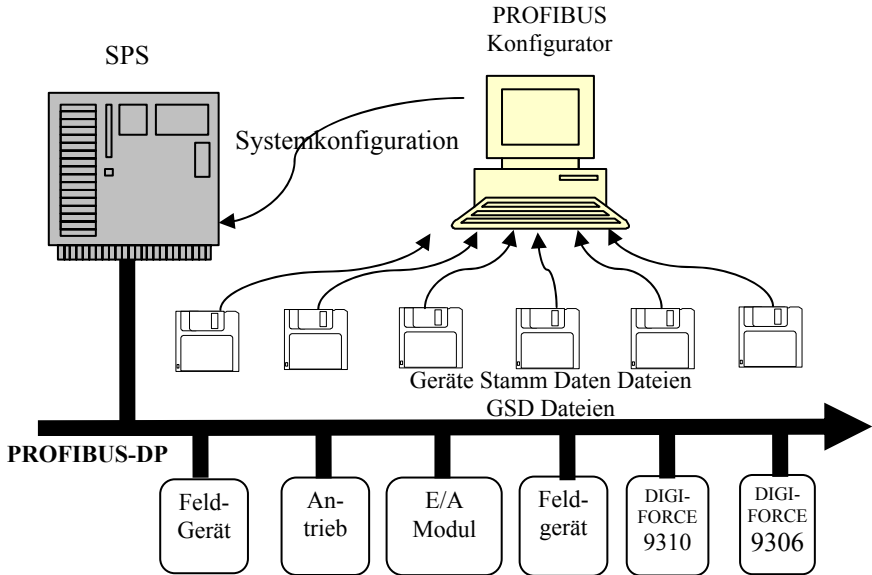 PROFIBUS
Konfigurator
SPS
Systemkonfiguration
Geräte Stamm Daten Dateien
GSD Dateien
PROFIBUS-DP
Feld-
Gerät
An-
trieb
E/A
Modul
Feld-
gerät
DIGI-
FORCE
9310
DIGI-
FORCE
9306